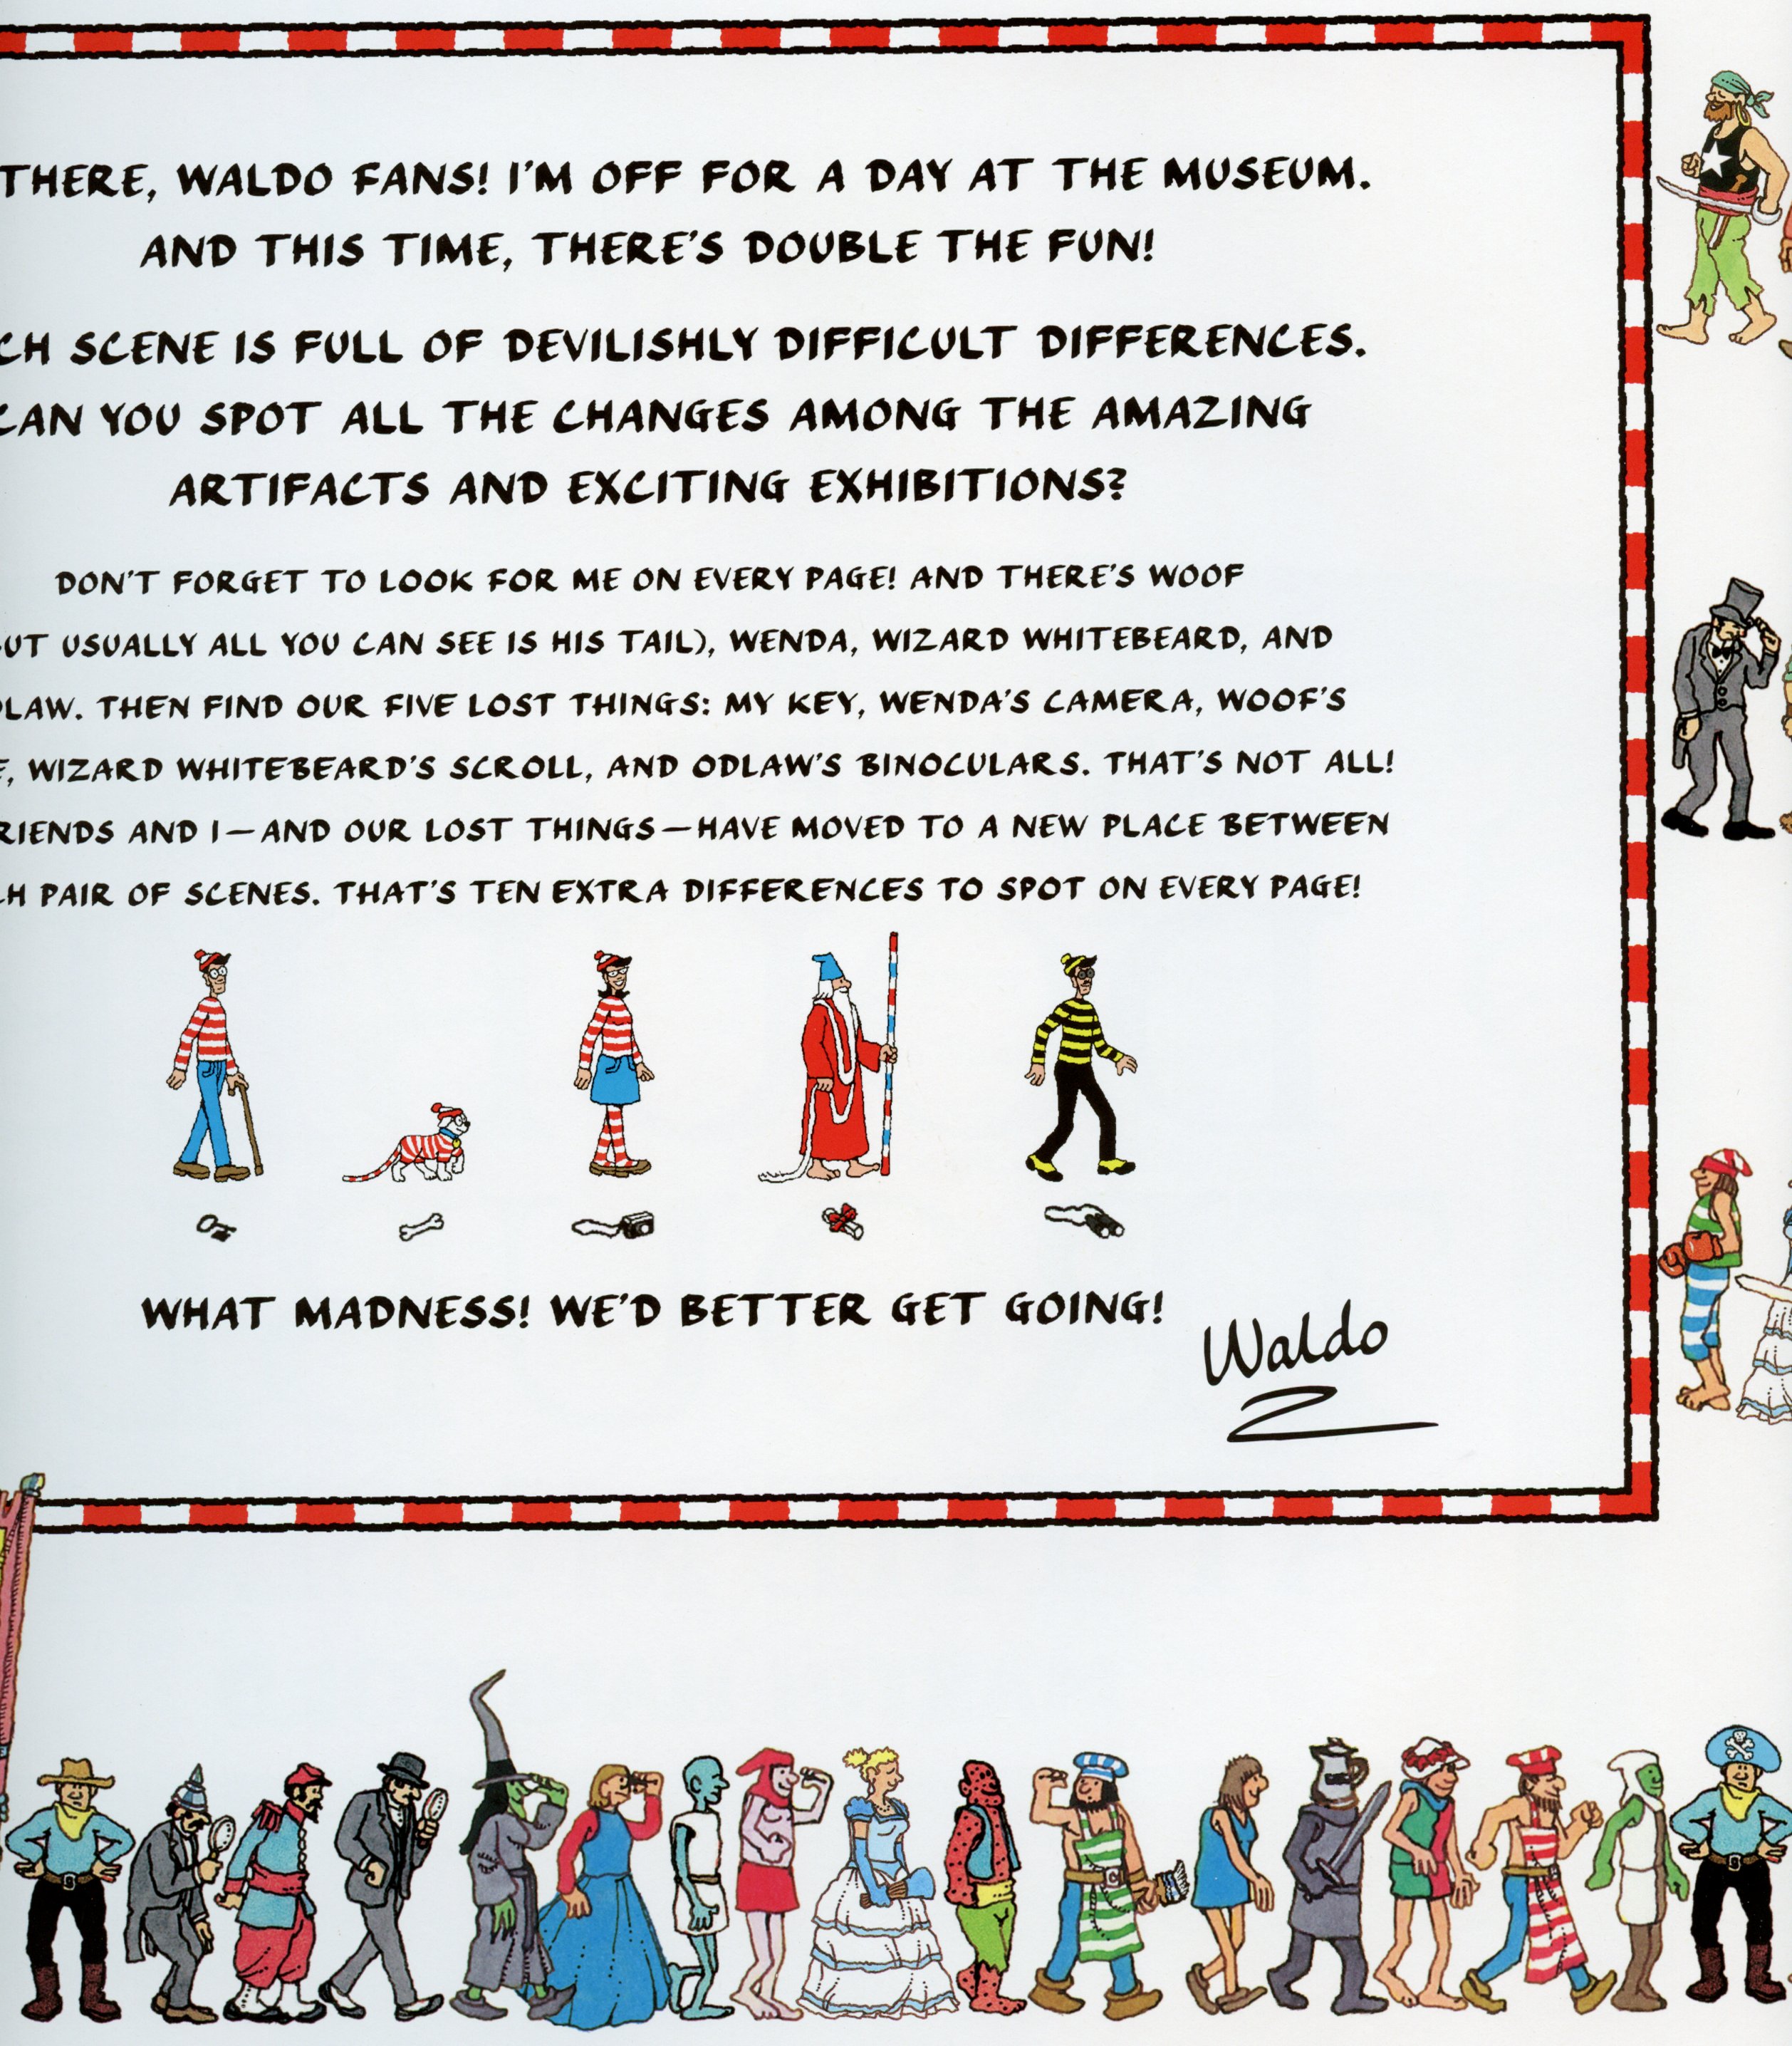 THERE, WALDO FANS! I'M OFF FOR A DAY AT THE MUSEUM.
AND THIS TIME, THERE'S DOUBLE THE FUN!
CH SCENE IS FULL OF DEVILISHLY DIFFICULT DIFFERENCES.
CAN YOU SPOT ALL THE CHANGES AMONG THE AMAZING
ARTIFACTS AND EXCITING EXHIBITIONS?
DON'T FORGET TO LOOK FOR ME ON EVERY PAGE! AND THERE'S WOOF
UT USUALLY ALL YOU CAN SEE IS HIS TAIL), WENDA, WIZARD WHITEBEARD, AND
LAW. THEN FIND OUR FIVE LOST THINGS: MY KEY, WENDA'S CAMERA, WOOF'S
E, WIZARD WHITEBEARD'S SCROLL, AND ODLAW'S BINOCULARS. THAT'S NOT ALL!
RIENDS AND I—AND OUR LOST THINGS—HAVE MOVED TO A NEW PLACE BETWEEN
H PAIR OF SCENES. THAT'S TEN EXTRA DIFFERENCES TO SPOT ON EVERY PAGE!
WHAT MADNESS! WE'D BETTER GET GOING!
Waldo